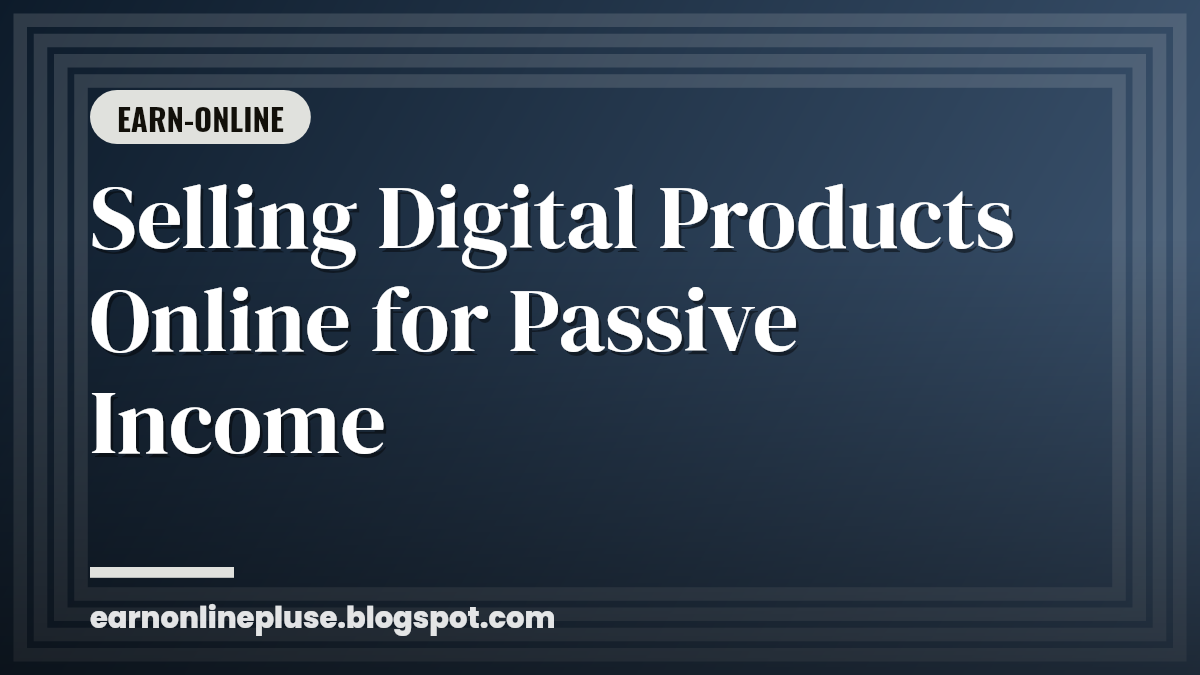 EARN-ONLINE
Selling Digital Products
Online for Passive
Income
earnonlinepluse.blogspot.com